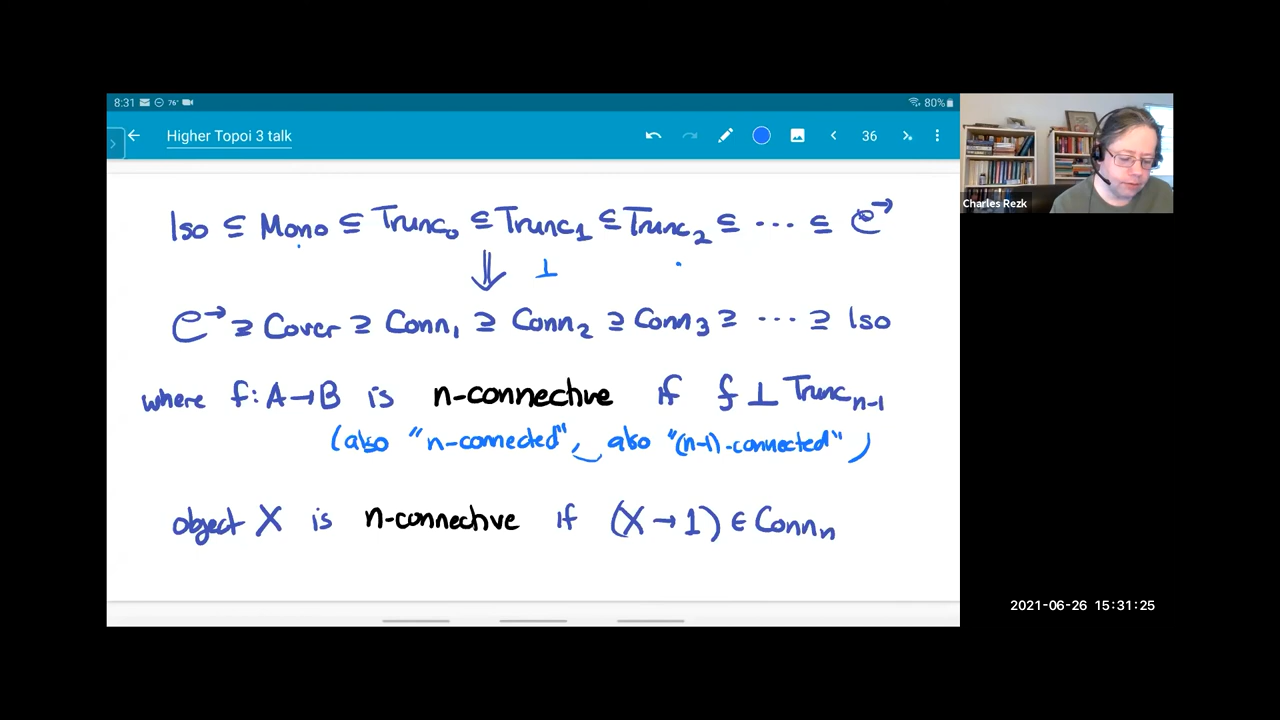 8:31 76° 80%
Higher Topoi 3 talk 36
Charles Rezk
Iso ⊆ Mono ⊆ Trunc₀ ⊆ Trunc₁ ⊆ Trunc₂ ⊆ ··· ⊆ C→
⇓ ⊥
C→ ⊇ Cover ⊇ Conn₁ ⊇ Conn₂ ⊇ Conn₃ ⊇ ··· ⊇ Iso
where f: A→B is n-connective if f ⊥ Truncₙ₋₁
(also "n-connected", also "(n-1)-connected")
object X is n-connective if (X→1) ∈ Connₙ
2021-06-26 15:31:25